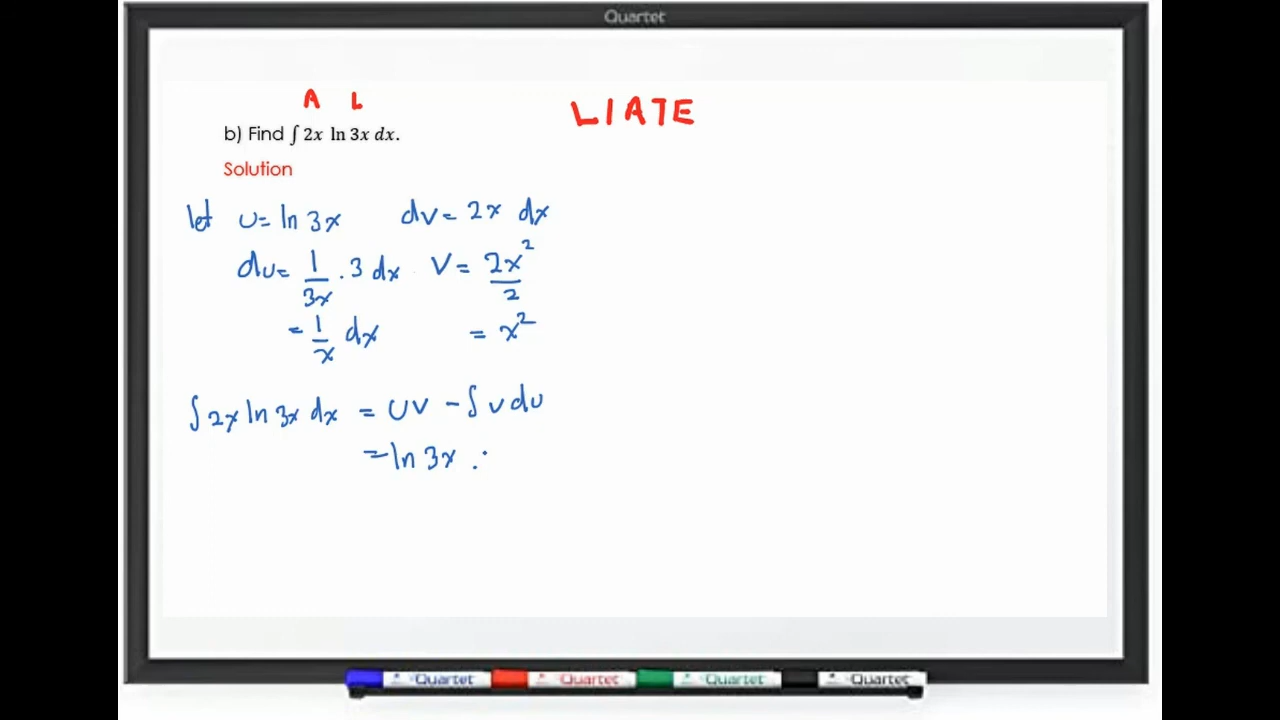 Quartet
A L
LIATE
b) Find ∫ 2x ln 3x dx.
Solution
let u = ln 3x dv = 2x dx
du = 1/3x . 3 dx v = 2x²/2
= 1/x dx = x²
∫ 2x ln 3x dx = uv - ∫ v du
= ln 3x .
Quartet Quartet Quartet Quartet